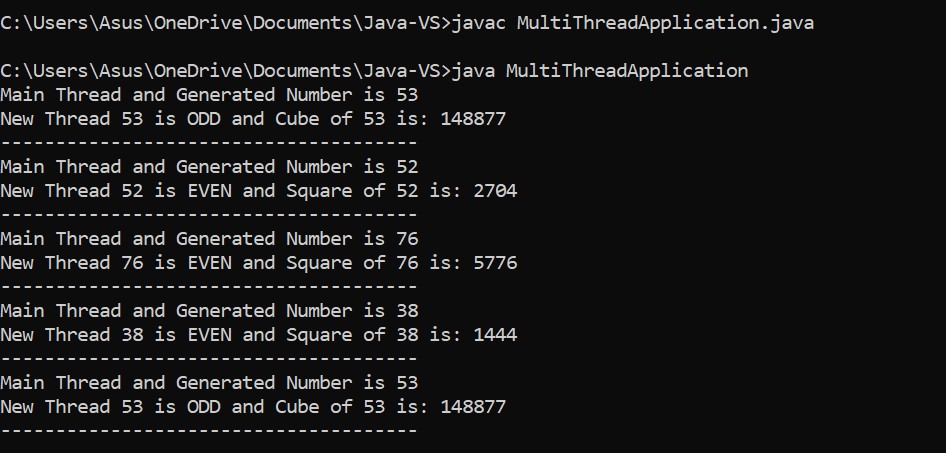 C:\Users\Asus\OneDrive\Documents\Java-VS>javac MultiThreadApplication.java
C:\Users\Asus\OneDrive\Documents\Java-VS>java MultiThreadApplication
Main Thread and Generated Number is 53
New Thread 53 is ODD and Cube of 53 is: 148877
--------------------------------------
Main Thread and Generated Number is 52
New Thread 52 is EVEN and Square of 52 is: 2704
--------------------------------------
Main Thread and Generated Number is 76
New Thread 76 is EVEN and Square of 76 is: 5776
--------------------------------------
Main Thread and Generated Number is 38
New Thread 38 is EVEN and Square of 38 is: 1444
--------------------------------------
Main Thread and Generated Number is 53
New Thread 53 is ODD and Cube of 53 is: 148877
--------------------------------------